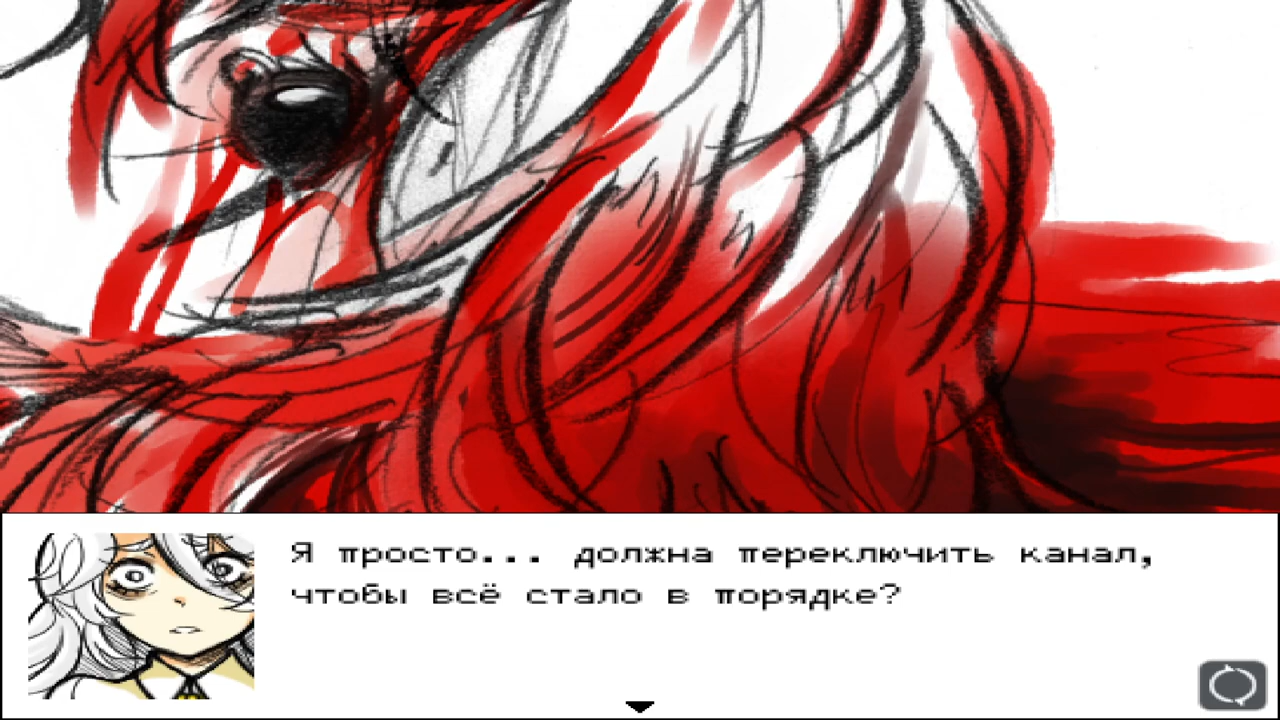 Я просто... должна переключить канал,
чтобы всё стало в порядке?